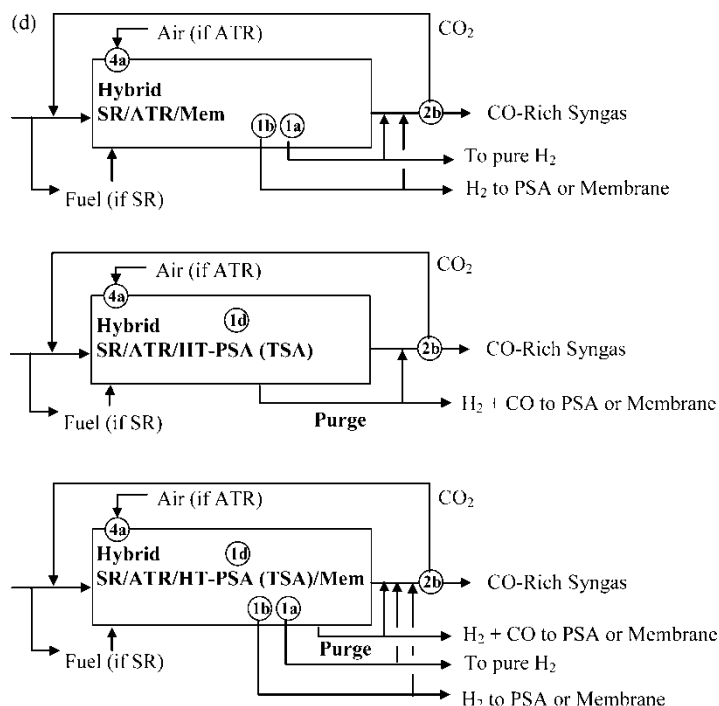 (d)
Air (if ATR)
CO₂
4a
Hybrid
SR/ATR/Mem
1b 1a
2b
CO-Rich Syngas
To pure H₂
H₂ to PSA or Membrane
Fuel (if SR)
CO₂
Air (if ATR)
4a
1d
Hybrid
SR/ATR/HT-PSA (TSA)
2b
CO-Rich Syngas
H₂ + CO to PSA or Membrane
Purge
Fuel (if SR)
CO₂
Air (if ATR)
4a
1d
Hybrid
SR/ATR/HT-PSA (TSA)/Mem
2b
CO-Rich Syngas
1b 1a
H₂ + CO to PSA or Membrane
Purge
Fuel (if SR)
To pure H₂
H₂ to PSA or Membrane